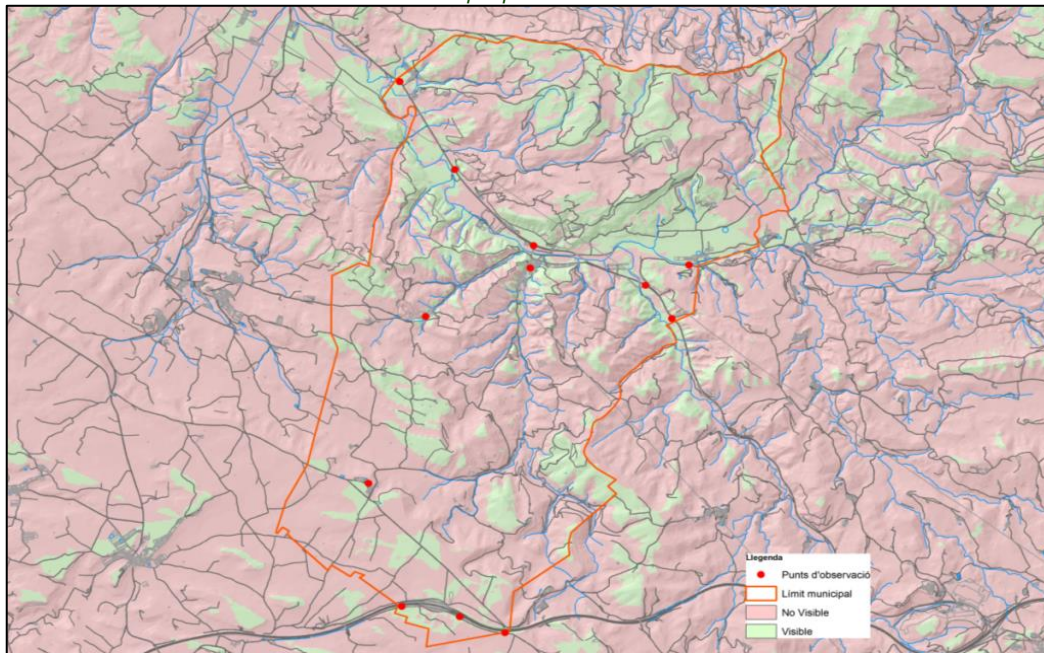 Llegenda
Punts d'observació
Límit municipal
No Visible
Visible